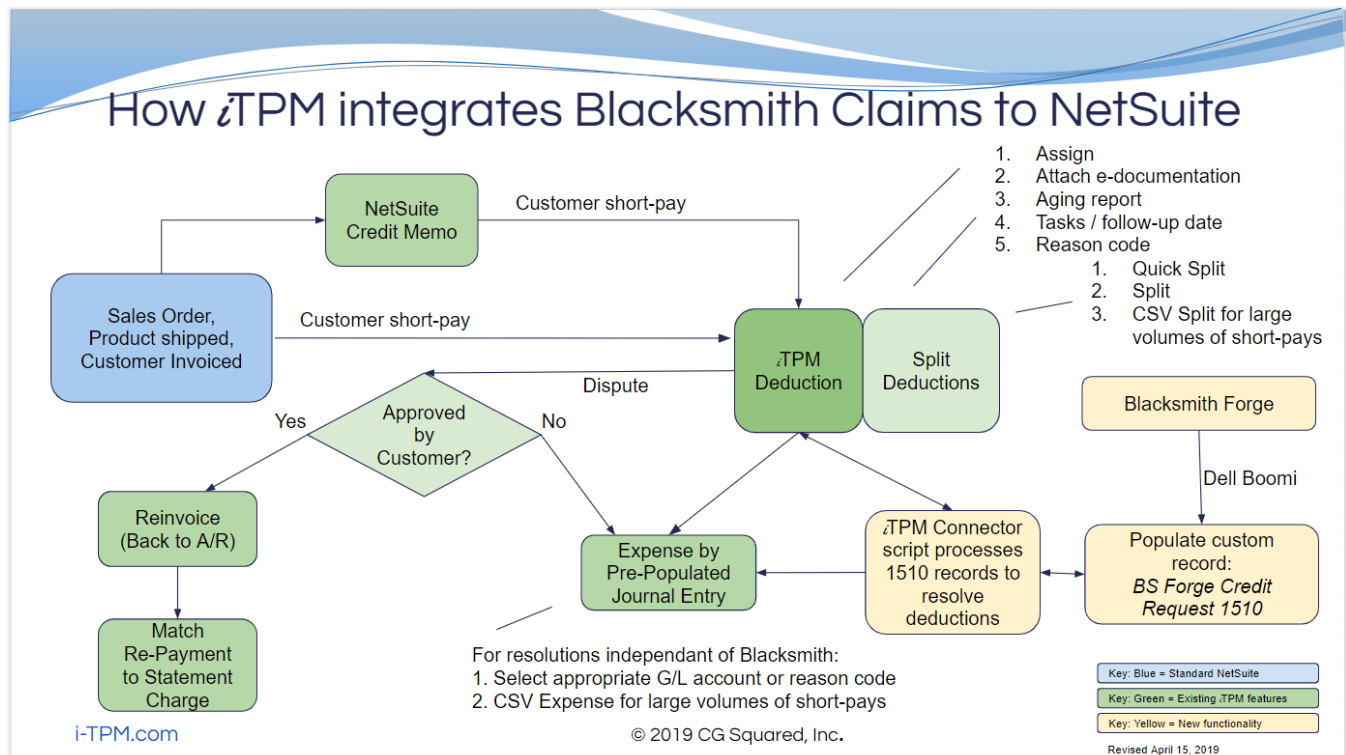 How iTPM integrates Blacksmith Claims to NetSuite
1. Assign
2. Attach e-documentation
3. Aging report
4. Tasks / follow-up date
5. Reason code
1. Quick Split
2. Split
3. CSV Split for large
volumes of short-pays
NetSuite
Credit Memo
Customer short-pay
Sales Order,
Product shipped,
Customer Invoiced
Customer short-pay
iTPM
Deduction
Split
Deductions
Dispute
Approved
by
Customer?
Yes
No
Blacksmith Forge
Dell Boomi
Reinvoice
(Back to A/R)
Expense by
Pre-Populated
Journal Entry
iTPM Connector
script processes
1510 records to
resolve
deductions
Populate custom
record:
BS Forge Credit
Request 1510
Match
Re-Payment
to Statement
Charge
For resolutions independant of Blacksmith:
1. Select appropriate G/L account or reason code
2. CSV Expense for large volumes of short-pays
Key: Blue = Standard NetSuite
Key: Green = Existing iTPM features
Key: Yellow = New functionality
i-TPM.com
© 2019 CG Squared, Inc.
Revised April 15, 2019